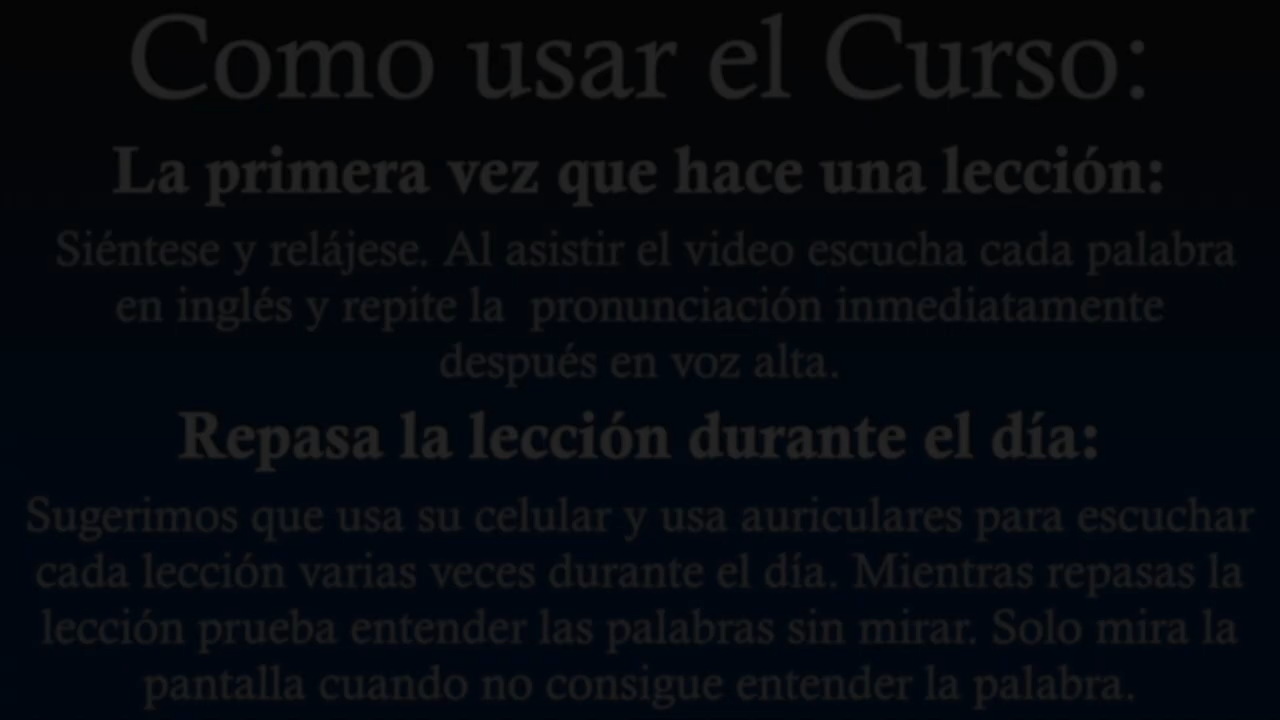 Como usar el Curso:
La primera vez que hace una lección:
Siéntese y relájese. Al asistir el video escucha cada palabra
en inglés y repite la pronunciación inmediatamente
después en voz alta.
Repasa la lección durante el día:
Sugerimos que usa su celular y usa auriculares para escuchar
cada lección varias veces durante el día. Mientras repasas la
lección prueba entender las palabras sin mirar. Solo mira la
pantalla cuando no consigue entender la palabra.